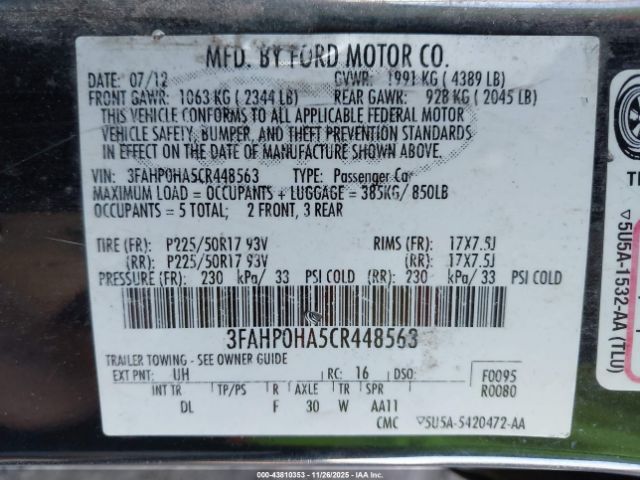 MFD. BY FORD MOTOR CO.
DATE: 07/12 GVWR: 1991 KG ( 4389 LB)
FRONT GAWR: 1063 KG ( 2344 LB) REAR GAWR: 928 KG ( 2045 LB)
THIS VEHICLE CONFORMS TO ALL APPLICABLE FEDERAL MOTOR
VEHICLE SAFETY, BUMPER, AND THEFT PREVENTION STANDARDS
IN EFFECT ON THE DATE OF MANUFACTURE SHOWN ABOVE.
VIN: 3FAHP0HA5CR448563 TYPE: Passenger Car
MAXIMUM LOAD = OCCUPANTS + LUGGAGE = 385KG/ 850LB
OCCUPANTS = 5 TOTAL; 2 FRONT, 3 REAR
TIRE (FR): P225/50R17 93V RIMS (FR): 17X7.5J
(RR): P225/50R17 93V (RR): 17X7.5J
PRESSURE (FR): 230 kPa/ 33 PSI COLD (RR): 230 kPa/ 33 PSI COLD
3FAHP0HA5CR448563
TRAILER TOWING - SEE OWNER GUIDE
EXT PNT: UH RC: 16 DSO: F0095
R0080
INT TR TP/PS R AXLE TR SPR
DL F 30 W AA11
CMC ▽5U5A-5420472-AA
▽5U5A-1532-AA (TLU)
000-43810353 - 11/26/2025 - IAAI.COM